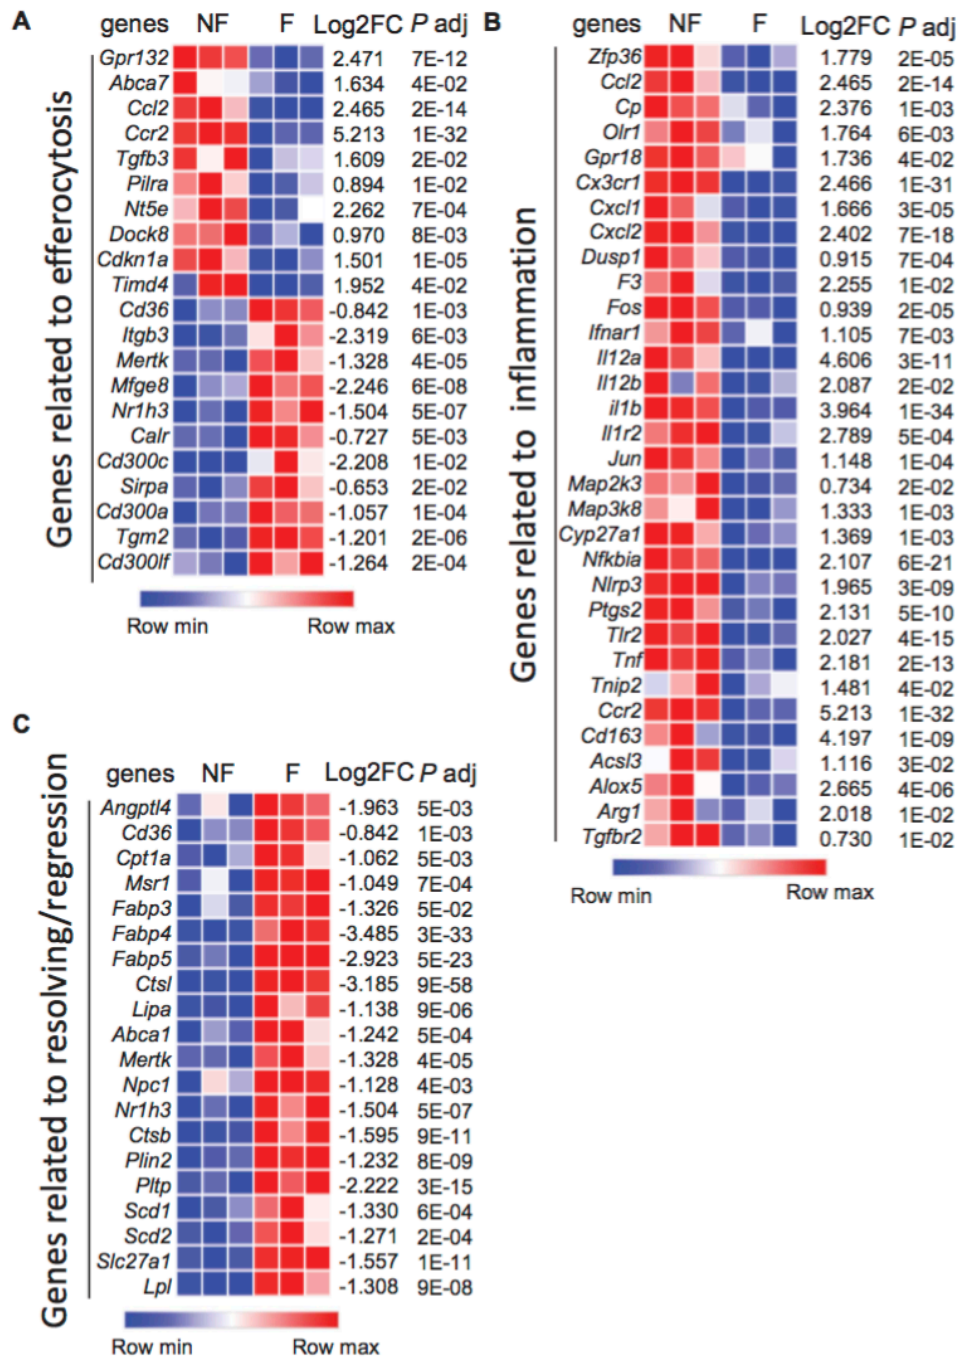 A
genes NF F Log2FC P adj
Genes related to efferocytosis
Gpr132 2.471 7E-12
Abca7 1.634 4E-02
Ccl2 2.465 2E-14
Ccr2 5.213 1E-32
Tgfb3 1.609 2E-02
Pilra 0.894 1E-02
Nt5e 2.262 7E-04
Dock8 0.970 8E-03
Cdkn1a 1.501 1E-05
Timd4 1.952 4E-02
Cd36 -0.842 1E-03
Itgb3 -2.319 6E-03
Mertk -1.328 4E-05
Mfge8 -2.246 6E-08
Nr1h3 -1.504 5E-07
Calr -0.727 5E-03
Cd300c -2.208 1E-02
Sirpa -0.653 2E-02
Cd300a -1.057 1E-04
Tgm2 -1.201 2E-06
Cd300lf -1.264 2E-04
Row min Row max
B
genes NF F Log2FC P adj
Genes related to inflammation
Zfp36 1.779 2E-05
Ccl2 2.465 2E-14
Cp 2.376 1E-03
Olr1 1.764 6E-03
Gpr18 1.736 4E-02
Cx3cr1 2.466 1E-31
Cxcl1 1.666 3E-05
Cxcl2 2.402 7E-18
Dusp1 0.915 7E-04
F3 2.255 1E-02
Fos 0.939 2E-05
Ifnar1 1.105 7E-03
Il12a 4.606 3E-11
Il12b 2.087 2E-02
il1b 3.964 1E-34
Il1r2 2.789 5E-04
Jun 1.148 1E-04
Map2k3 0.734 2E-02
Map3k8 1.333 1E-03
Cyp27a1 1.369 1E-03
Nfkbia 2.107 6E-21
Nlrp3 1.965 3E-09
Ptgs2 2.131 5E-10
Tlr2 2.027 4E-15
Tnf 2.181 2E-13
Tnip2 1.481 4E-02
Ccr2 5.213 1E-32
Cd163 4.197 1E-09
Acsl3 1.116 3E-02
Alox5 2.665 4E-06
Arg1 2.018 1E-02
Tgfbr2 0.730 1E-02
Row min Row max
C
genes NF F Log2FC P adj
Genes related to resolving/regression
Angptl4 -1.963 5E-03
Cd36 -0.842 1E-03
Cpt1a -1.062 5E-03
Msr1 -1.049 7E-04
Fabp3 -1.326 5E-02
Fabp4 -3.485 3E-33
Fabp5 -2.923 5E-23
Ctsl -3.185 9E-58
Lipa -1.138 9E-06
Abca1 -1.242 5E-04
Mertk -1.328 4E-05
Npc1 -1.128 4E-03
Nr1h3 -1.504 5E-07
Ctsb -1.595 9E-11
Plin2 -1.232 8E-09
Pltp -2.222 3E-15
Scd1 -1.330 6E-04
Scd2 -1.271 2E-04
Slc27a1 -1.557 1E-11
Lpl -1.308 9E-08
Row min Row max